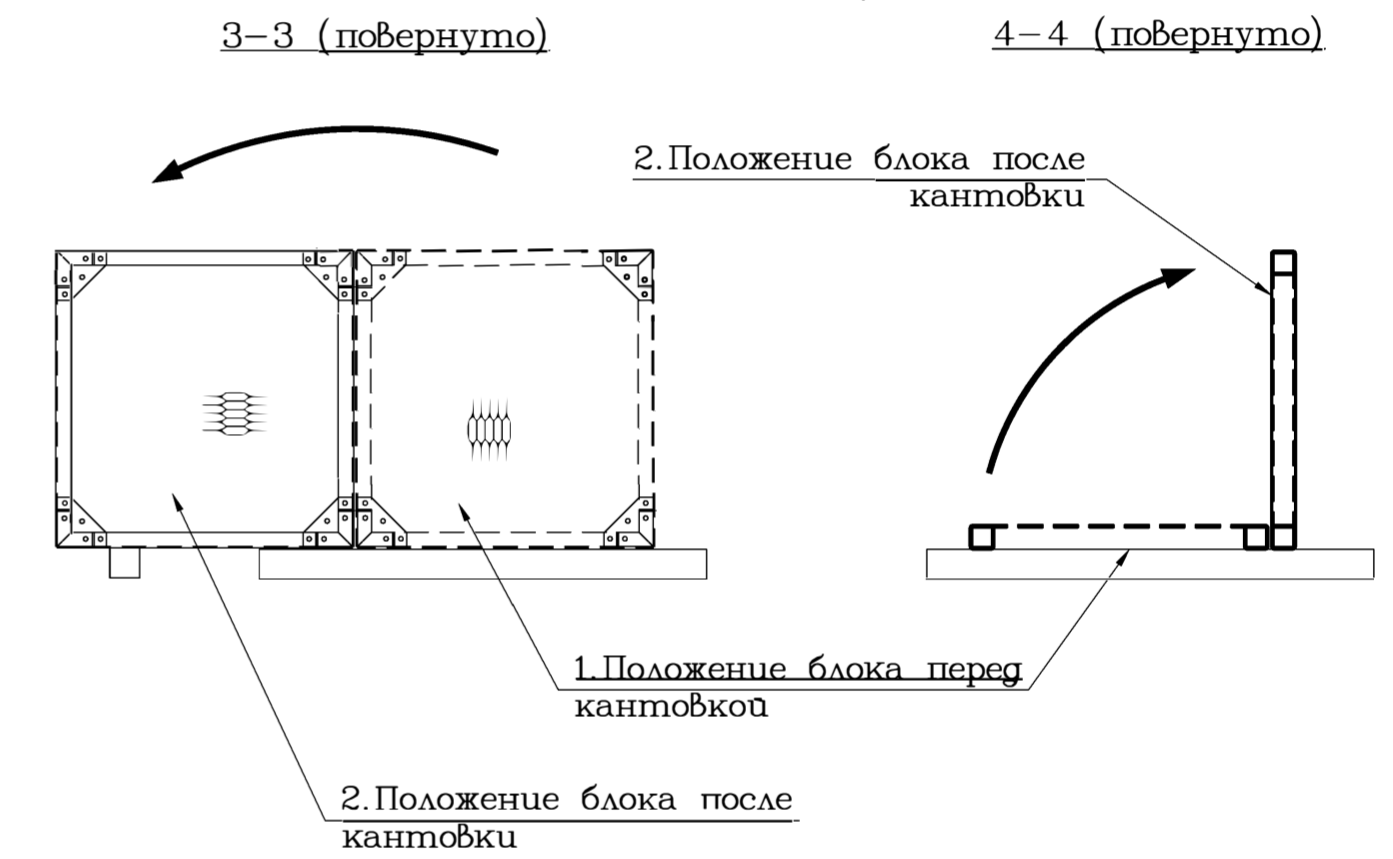 3-3 (повернуто)
4-4 (повернуто)
2.Положение блока после
кантовки
1.Положение блока перед
кантовкой
2.Положение блока после
кантовки